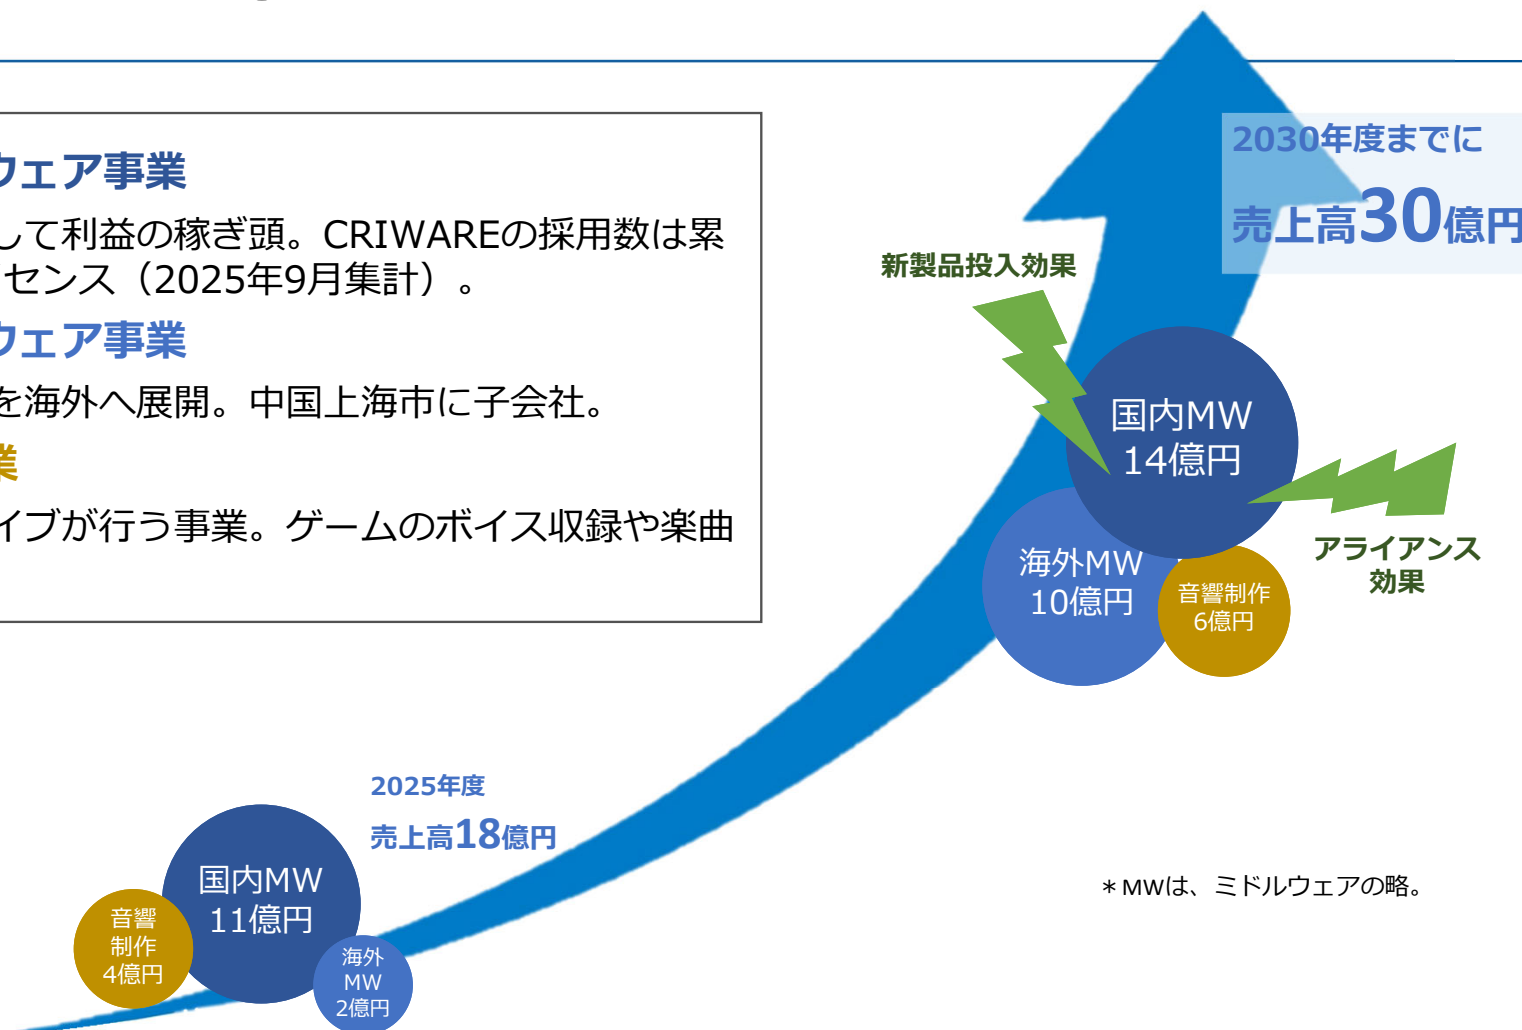 ウェア事業
して利益の稼ぎ頭。CRIWAREの採用数は累
センス（2025年9月集計）。
ウェア事業
を海外へ展開。中国上海市に子会社。
業
イブが行う事業。ゲームのボイス収録や楽曲
2030年度までに
売上高30億円
新製品投入効果
国内MW
14億円
海外MW
10億円
音響制作
6億円
アライアンス
効果
2025年度
売上高18億円
国内MW
11億円
音響
制作
4億円
海外
MW
2億円
＊MWは、ミドルウェアの略。